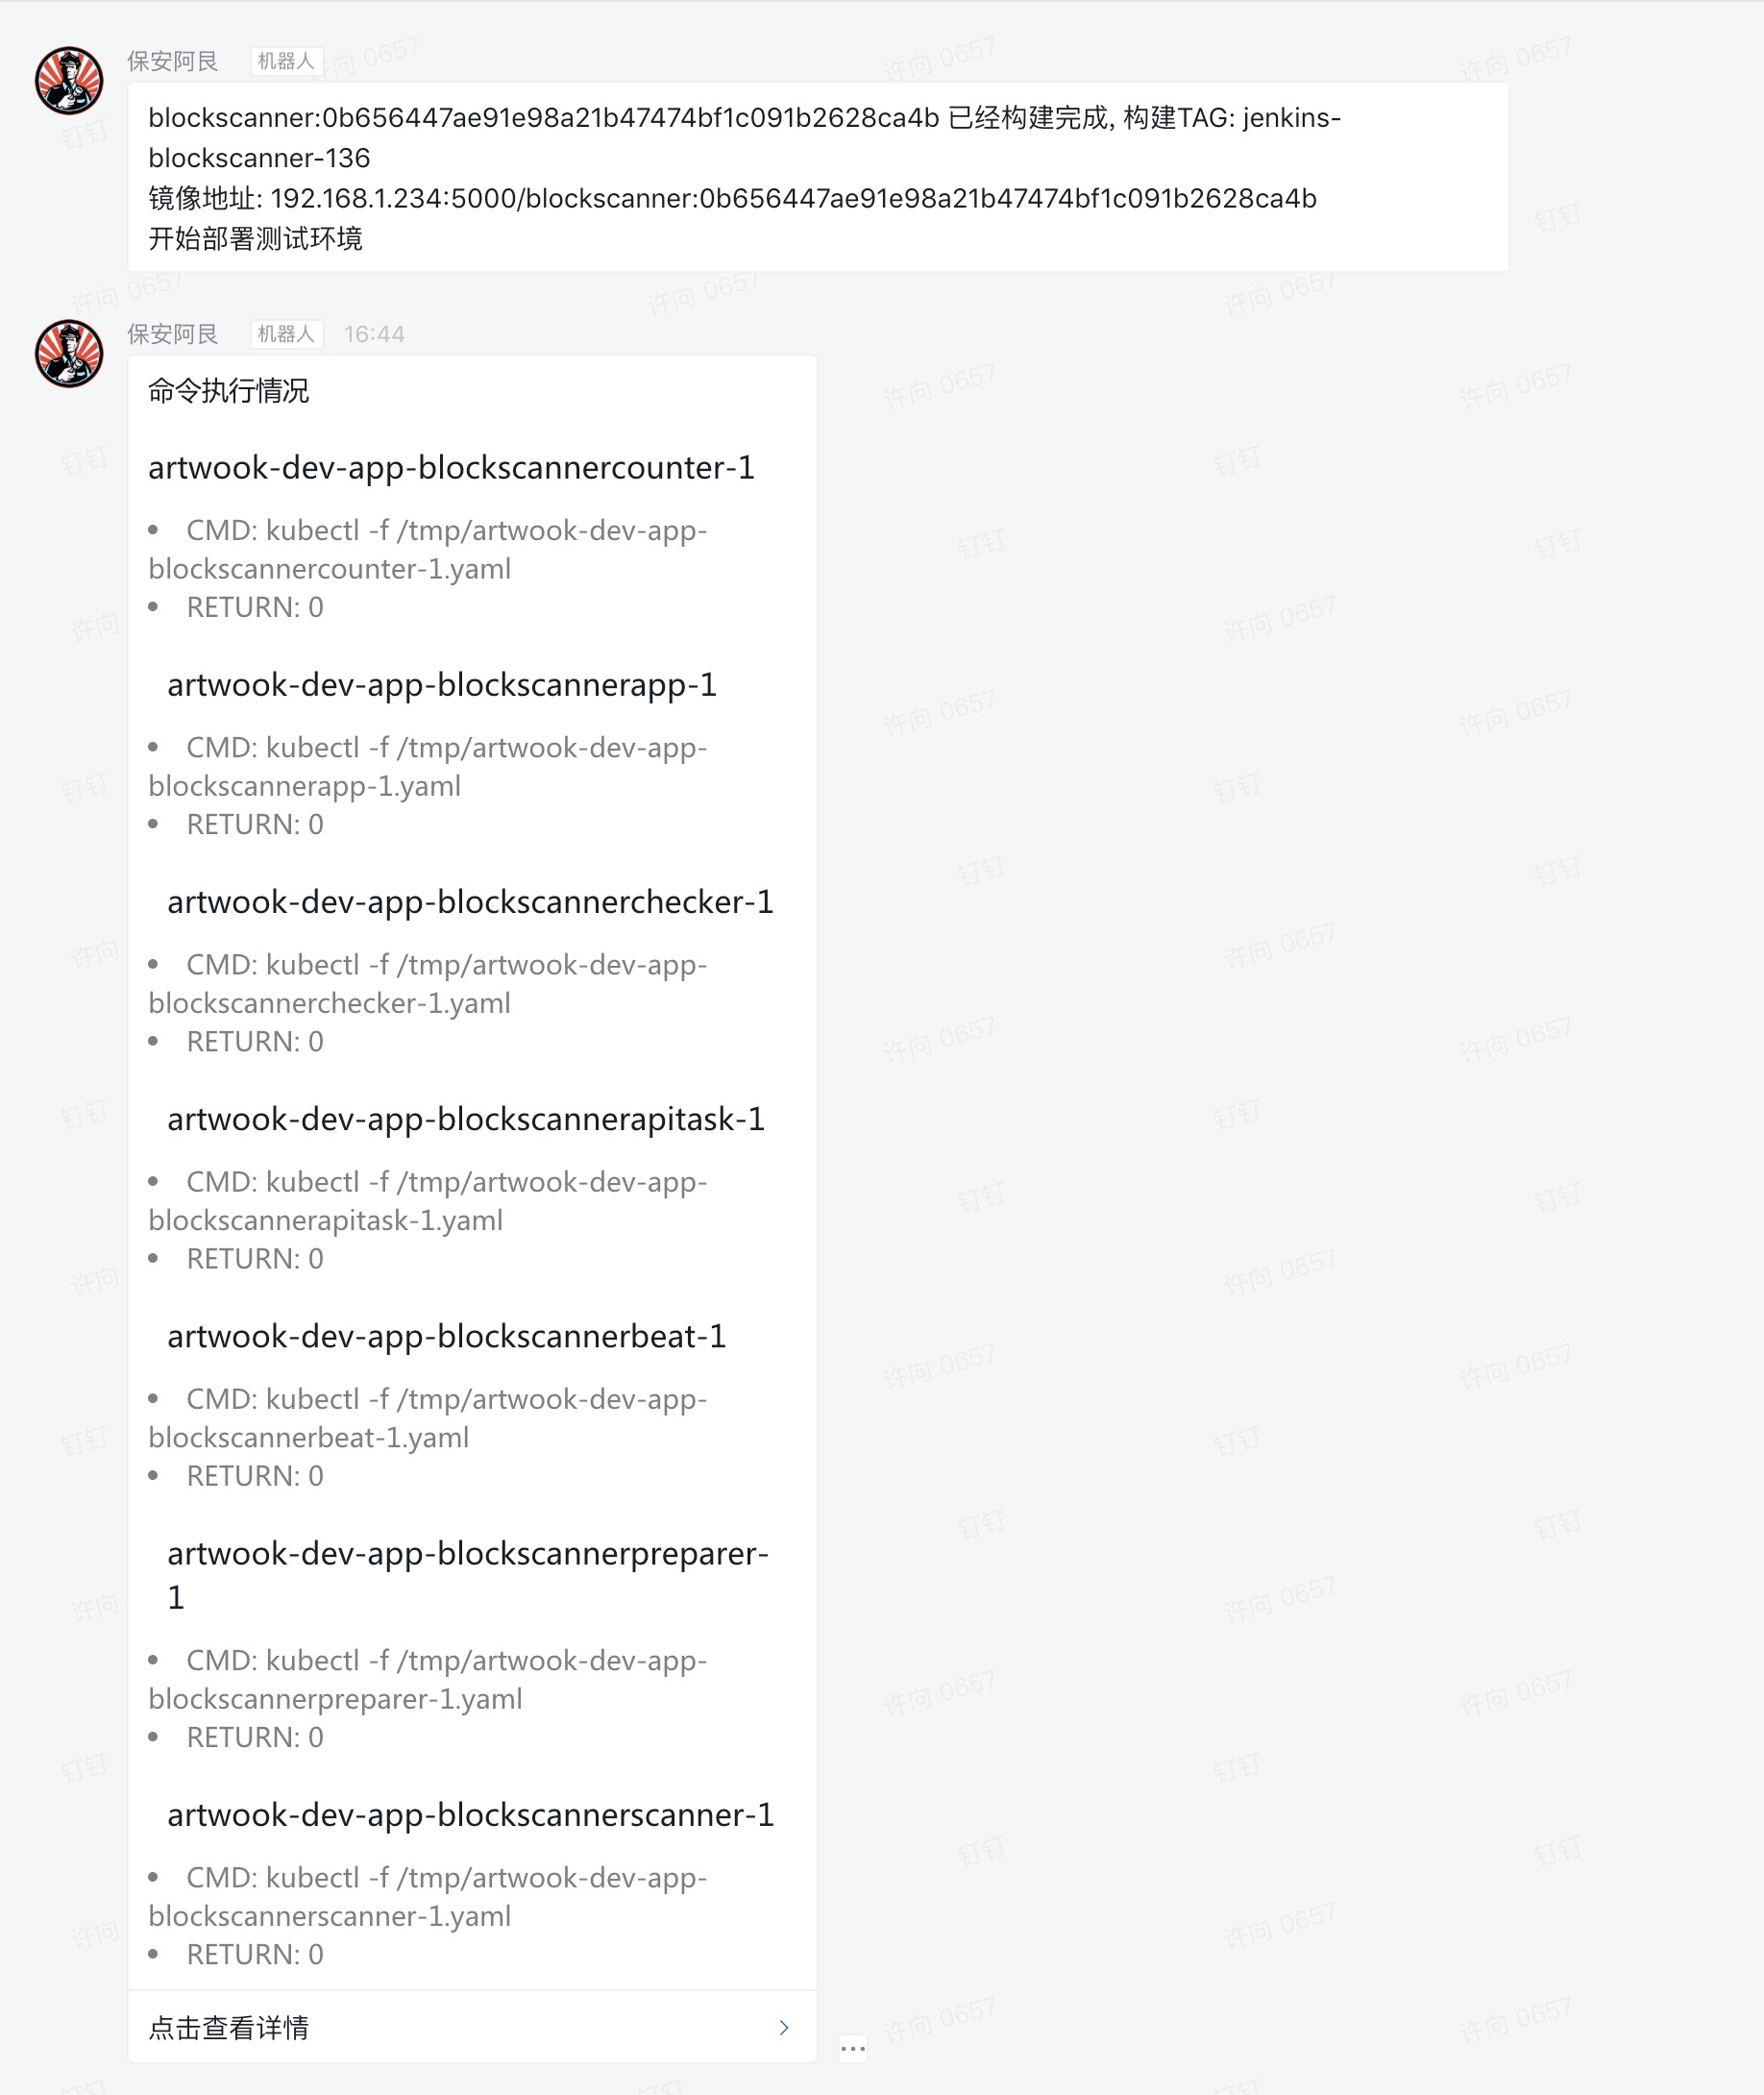 保安阿艮 机器人
blockscanner:0b656447ae91e98a21b47474bf1c091b2628ca4b 已经构建完成, 构建TAG: jenkins-
blockscanner-136
镜像地址: 192.168.1.234:5000/blockscanner:0b656447ae91e98a21b47474bf1c091b2628ca4b
开始部署测试环境
保安阿艮 机器人 16:44
命令执行情况
artwook-dev-app-blockscannercounter-1
• CMD: kubectl -f /tmp/artwook-dev-app-
blockscannercounter-1.yaml
• RETURN: 0
artwook-dev-app-blockscannerapp-1
• CMD: kubectl -f /tmp/artwook-dev-app-
blockscannerapp-1.yaml
• RETURN: 0
artwook-dev-app-blockscannerchecker-1
• CMD: kubectl -f /tmp/artwook-dev-app-
blockscannerchecker-1.yaml
• RETURN: 0
artwook-dev-app-blockscannerapitask-1
• CMD: kubectl -f /tmp/artwook-dev-app-
blockscannerapitask-1.yaml
• RETURN: 0
artwook-dev-app-blockscannerbeat-1
• CMD: kubectl -f /tmp/artwook-dev-app-
blockscannerbeat-1.yaml
• RETURN: 0
artwook-dev-app-blockscannerpreparer-
1
• CMD: kubectl -f /tmp/artwook-dev-app-
blockscannerpreparer-1.yaml
• RETURN: 0
artwook-dev-app-blockscannerscanner-1
• CMD: kubectl -f /tmp/artwook-dev-app-
blockscannerscanner-1.yaml
• RETURN: 0
点击查看详情
许向 0657
钉钉